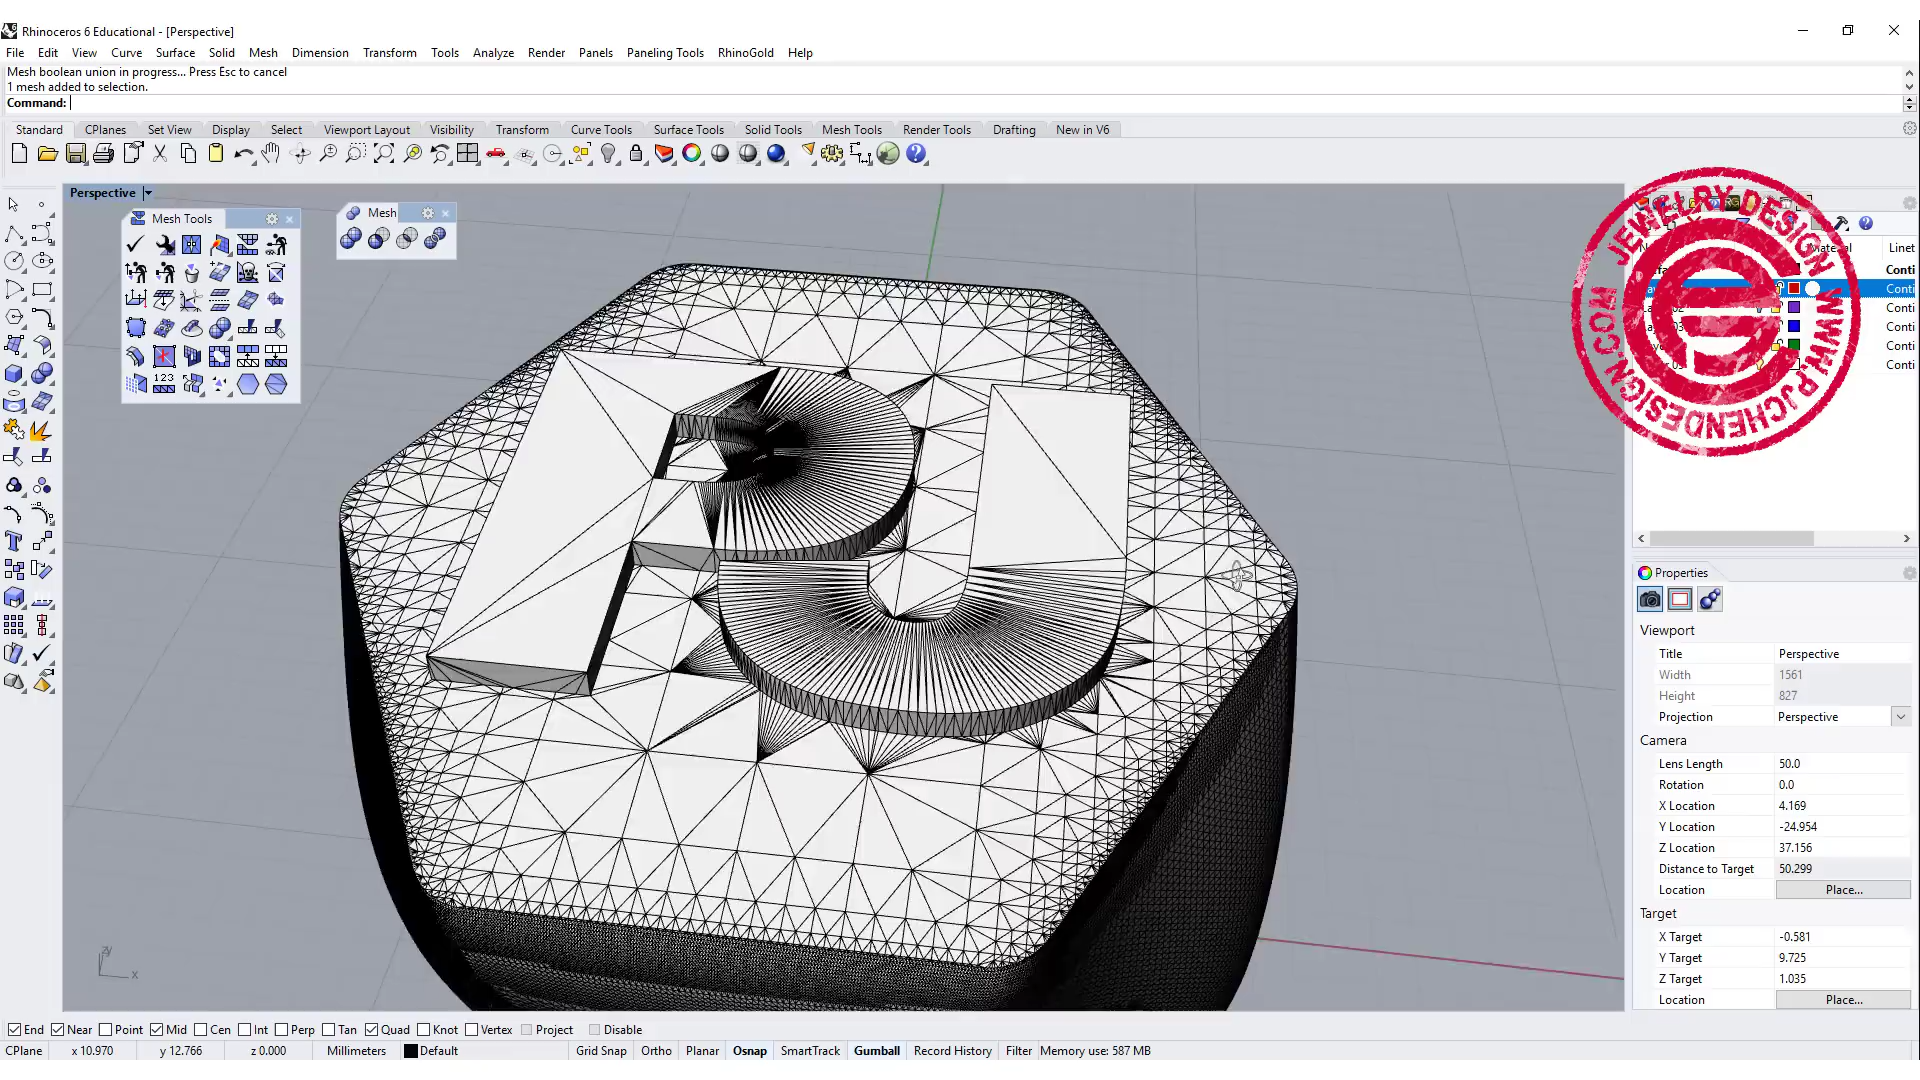 Rhinoceros 6 Educational - [Perspective]
File Edit View Curve Surface Solid Mesh Dimension Transform Tools Analyze Render Panels Paneling Tools RhinoGold Help
Mesh boolean union in progress... Press Esc to cancel
1 mesh added to selection.
Command:
Standard CPlanes Set View Display Select Viewport Layout Visibility Transform Curve Tools Surface Tools Solid Tools Mesh Tools Render Tools Drafting New in V6
Perspective
Mesh Tools
Mesh
123
JEWELRY DESIGN
WWW.PJCHENDESIGN.COM
Material Linet
Conti
Conti
Conti
Conti
Conti
Conti
Properties
Viewport
Title Perspective
Width 1561
Height 827
Projection Perspective
Camera
Lens Length 50.0
Rotation 0.0
X Location 4.169
Y Location -24.954
Z Location 37.156
Distance to Target 50.299
Location Place...
Target
X Target -0.581
Y Target 9.725
Z Target 1.035
Location Place...
zy
x
End Near Point Mid Cen Int Perp Tan Quad Knot Vertex Project Disable
CPlane x 10.970 y 12.766 z 0.000 Millimeters Default Grid Snap Ortho Planar Osnap SmartTrack Gumball Record History Filter Memory use: 587 MB